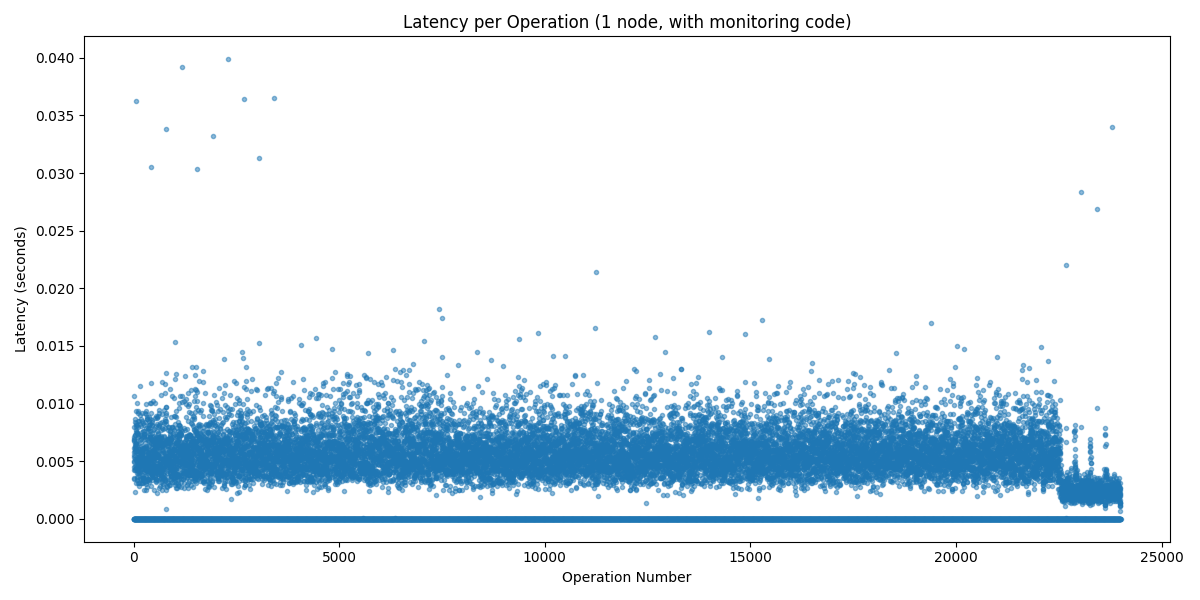 Latency per Operation (1 node, with monitoring code)
0.040
0.035
0.030
0.025
0.020
0.015
0.010
0.005
0.000
Latency (seconds)
0 5000 10000 15000 20000 25000
Operation Number